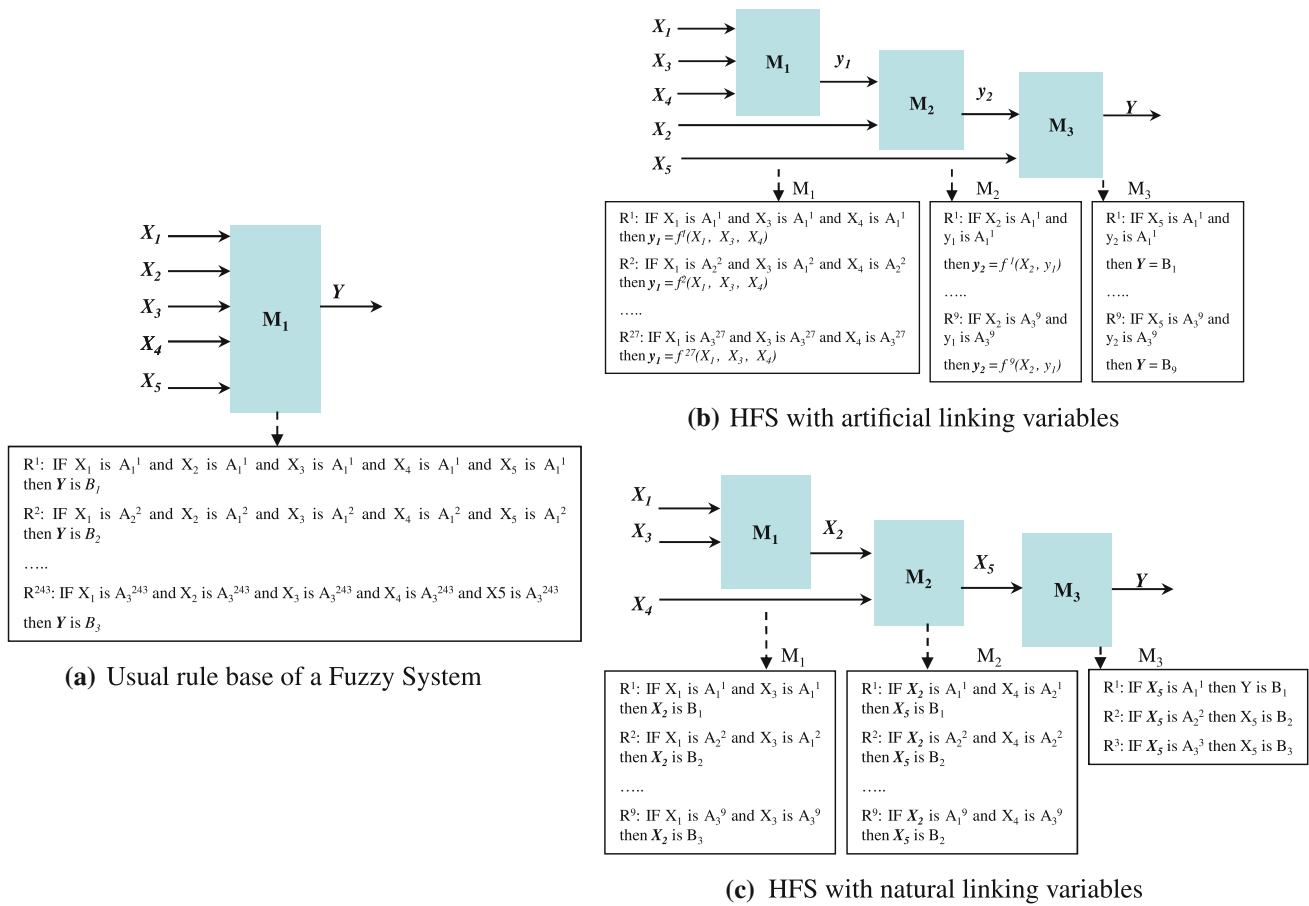 X₁
X₂
X₃
X₄
X₅
M₁
Y
R¹: IF X₁ is A₁¹ and X₂ is A₁¹ and X₃ is A₁¹ and X₄ is A₁¹ and X₅ is A₁¹
then Y is B₁
R²: IF X₁ is A₂² and X₂ is A₁² and X₃ is A₁² and X₄ is A₁² and X₅ is A₁²
then Y is B₂
…..
R²⁴³: IF X₁ is A₃²⁴³ and X₂ is A₃²⁴³ and X₃ is A₃²⁴³ and X₄ is A₃²⁴³ and X5 is A₃²⁴³
then Y is B₃
(a) Usual rule base of a Fuzzy System
X₁
X₃
X₄
X₂
X₅
M₁
y₁
M₂
y₂
M₃
Y
M₁
R¹: IF X₁ is A₁¹ and X₃ is A₁¹ and X₄ is A₁¹
then y₁ = f¹(X₁, X₃, X₄)
R²: IF X₁ is A₂² and X₃ is A₁² and X₄ is A₂²
then y₁ = f²(X₁, X₃, X₄)
…..
R²⁷: IF X₁ is A₃²⁷ and X₃ is A₃²⁷ and X₄ is A₃²⁷
then y₁ = f²⁷(X₁, X₃, X₄)
M₂
R¹: IF X₂ is A₁¹ and
y₁ is A₁¹
then y₂ = f¹(X₂, y₁)
…..
R⁹: IF X₂ is A₃⁹ and
y₁ is A₃⁹
then y₂ = f⁹(X₂, y₁)
M₃
R¹: IF X₅ is A₁¹ and
y₂ is A₁¹
then Y = B₁
…..
R⁹: IF X₅ is A₃⁹ and
y₂ is A₃⁹
then Y = B₉
(b) HFS with artificial linking variables
X₁
X₃
X₄
M₁
X₂
M₂
X₅
M₃
Y
M₁
R¹: IF X₁ is A₁¹ and X₃ is A₁¹
then X₂ is B₁
R²: IF X₁ is A₂² and X₃ is A₁²
then X₂ is B₂
…..
R⁹: IF X₁ is A₃⁹ and X₃ is A₃⁹
then X₂ is B₃
M₂
R¹: IF X₂ is A₁¹ and X₄ is A₂¹
then X₅ is B₁
R²: IF X₂ is A₂² and X₄ is A₂²
then X₅ is B₂
…..
R⁹: IF X₂ is A₁⁹ and X₄ is A₃⁹
then X₅ is B₂
M₃
R¹: IF X₅ is A₁¹ then Y is B₁
R²: IF X₅ is A₂² then X₅ is B₂
R³: IF X₅ is A₃³ then X₅ is B₃
(c) HFS with natural linking variables